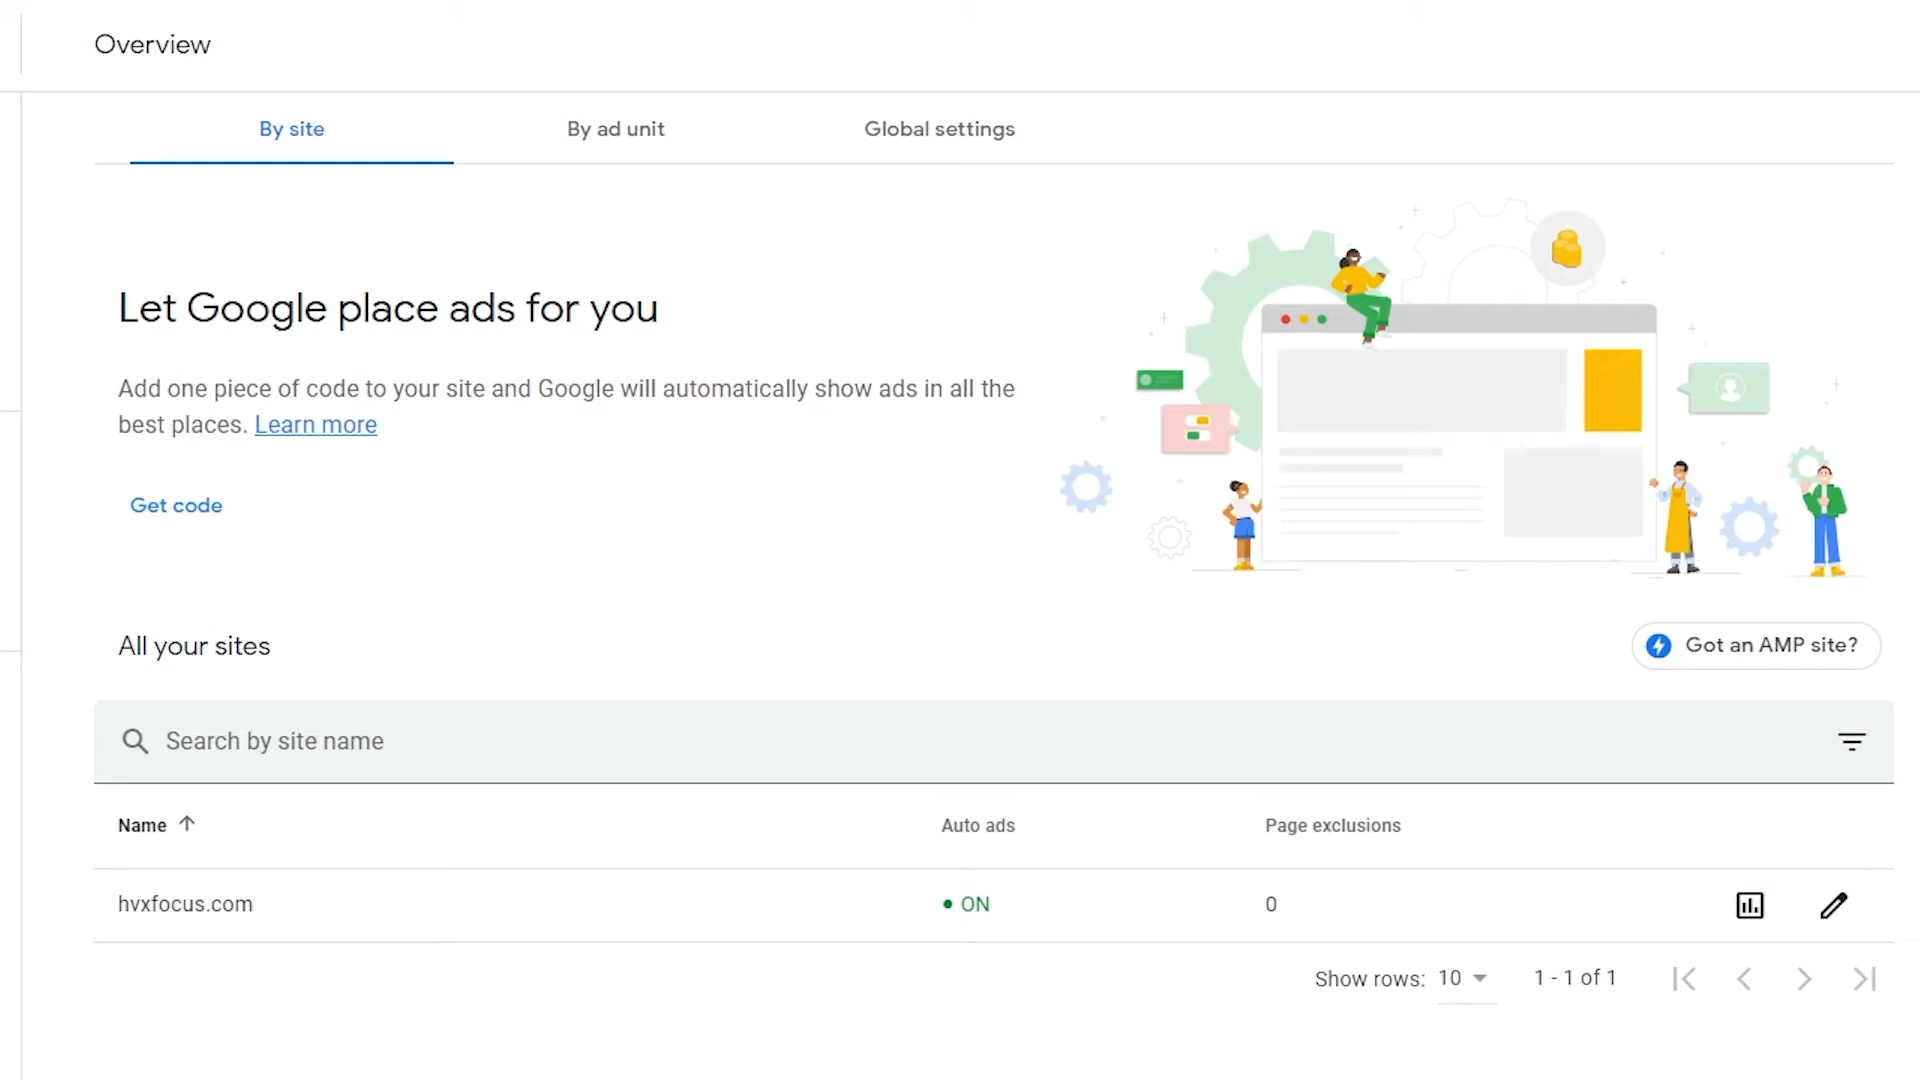 Overview
By site
By ad unit
Global settings
Let Google place ads for you
Add one piece of code to your site and Google will automatically show ads in all the
best places. Learn more
Get code
All your sites
Got an AMP site?
Search by site name
Name
Auto ads
Page exclusions
hvxfocus.com
ON
0
Show rows: 10
1 - 1 of 1